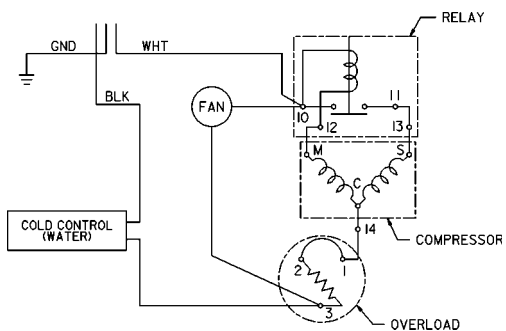 RELAY
GND
WHT
BLK
FAN
10
12
11
13
M
S
C
14
COLD CONTROL
(WATER)
COMPRESSOR
2
1
3
OVERLOAD